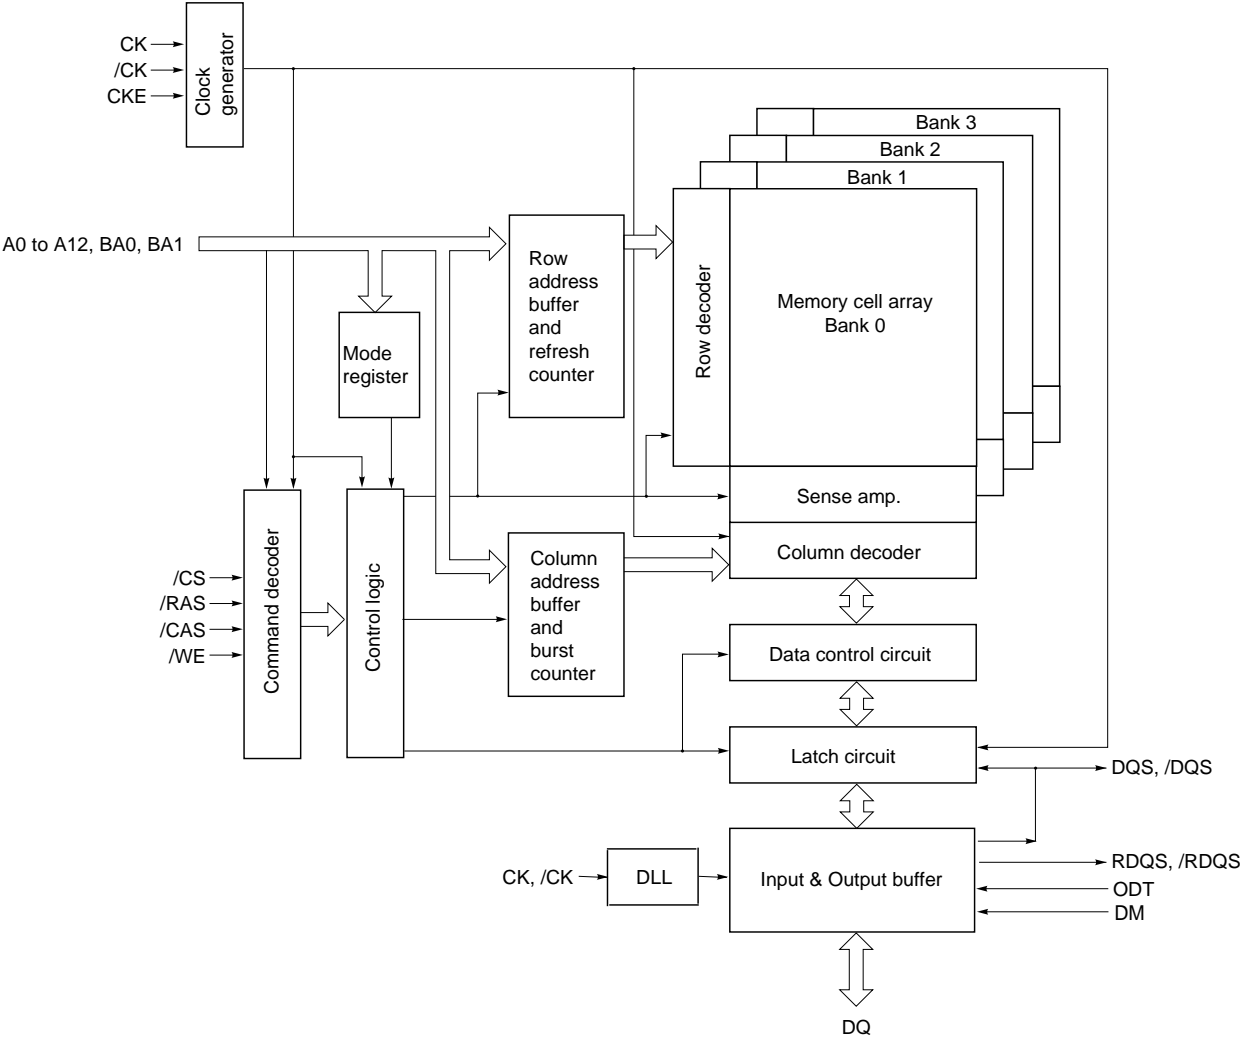 CK
/CK
CKE
Clock
generator
Bank 3
Bank 2
Bank 1
A0 to A12, BA0, BA1
Row
address
buffer
and
refresh
counter
Row decoder
Memory cell array
Bank 0
Mode
register
Sense amp.
Column decoder
Command decoder
Control logic
/CS
/RAS
/CAS
/WE
Column
address
buffer
and
burst
counter
Data control circuit
Latch circuit
DQS, /DQS
CK, /CK
DLL
Input & Output buffer
RDQS, /RDQS
ODT
DM
DQ